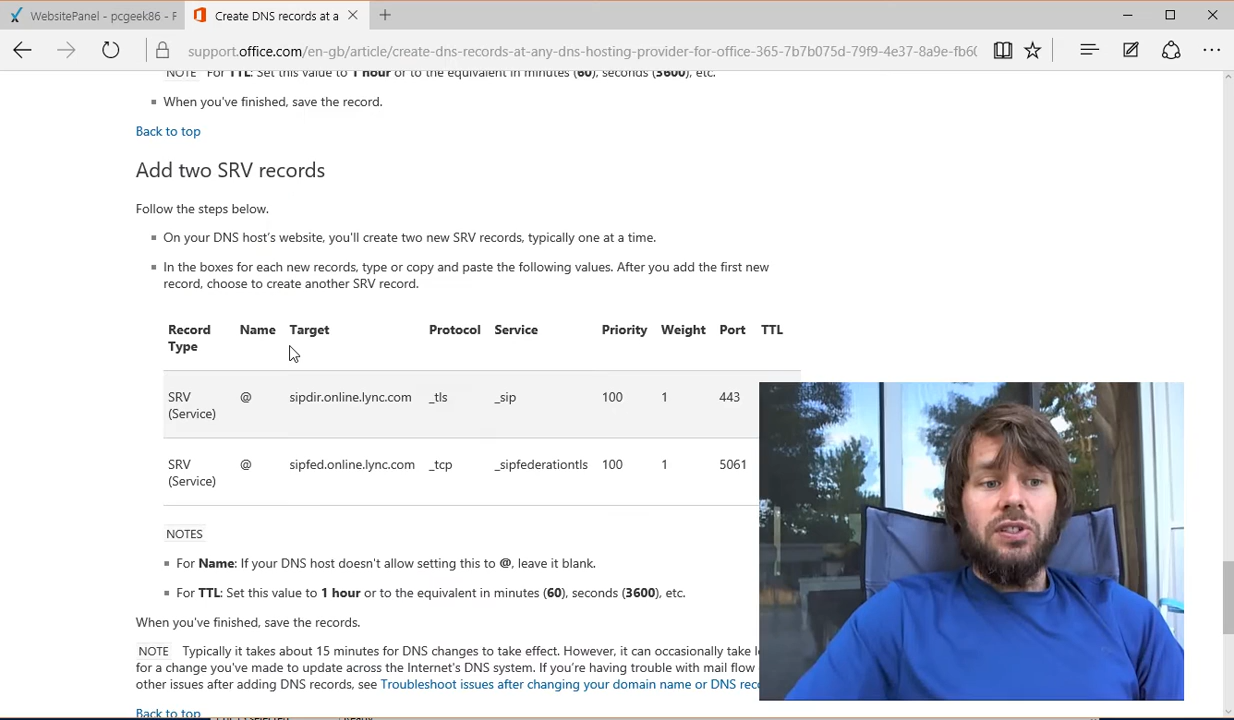 WebsitePanel - pcgeek86 - F
Create DNS records at a
support.office.com/en-gb/article/create-dns-records-at-any-dns-hosting-provider-for-office-365-7b7b075d-79f9-4e37-8a9e-fb60
NOTE For TTL: Set this value to 1 hour or to the equivalent in minutes (60), seconds (3600), etc.
When you've finished, save the record.
Back to top
Add two SRV records
Follow the steps below.
On your DNS host's website, you'll create two new SRV records, typically one at a time.
In the boxes for each new records, type or copy and paste the following values. After you add the first new
record, choose to create another SRV record.
Record Type Name Target Protocol Service Priority Weight Port TTL
SRV (Service) @ sipdir.online.lync.com _tls _sip 100 1 443
SRV (Service) @ sipfed.online.lync.com _tcp _sipfederationtls 100 1 5061
NOTES
For Name: If your DNS host doesn't allow setting this to @, leave it blank.
For TTL: Set this value to 1 hour or to the equivalent in minutes (60), seconds (3600), etc.
When you've finished, save the records.
NOTE Typically it takes about 15 minutes for DNS changes to take effect. However, it can occasionally take
for a change you've made to update across the Internet's DNS system. If you're having trouble with mail flow
other issues after adding DNS records, see Troubleshoot issues after changing your domain name or DNS
Back to top